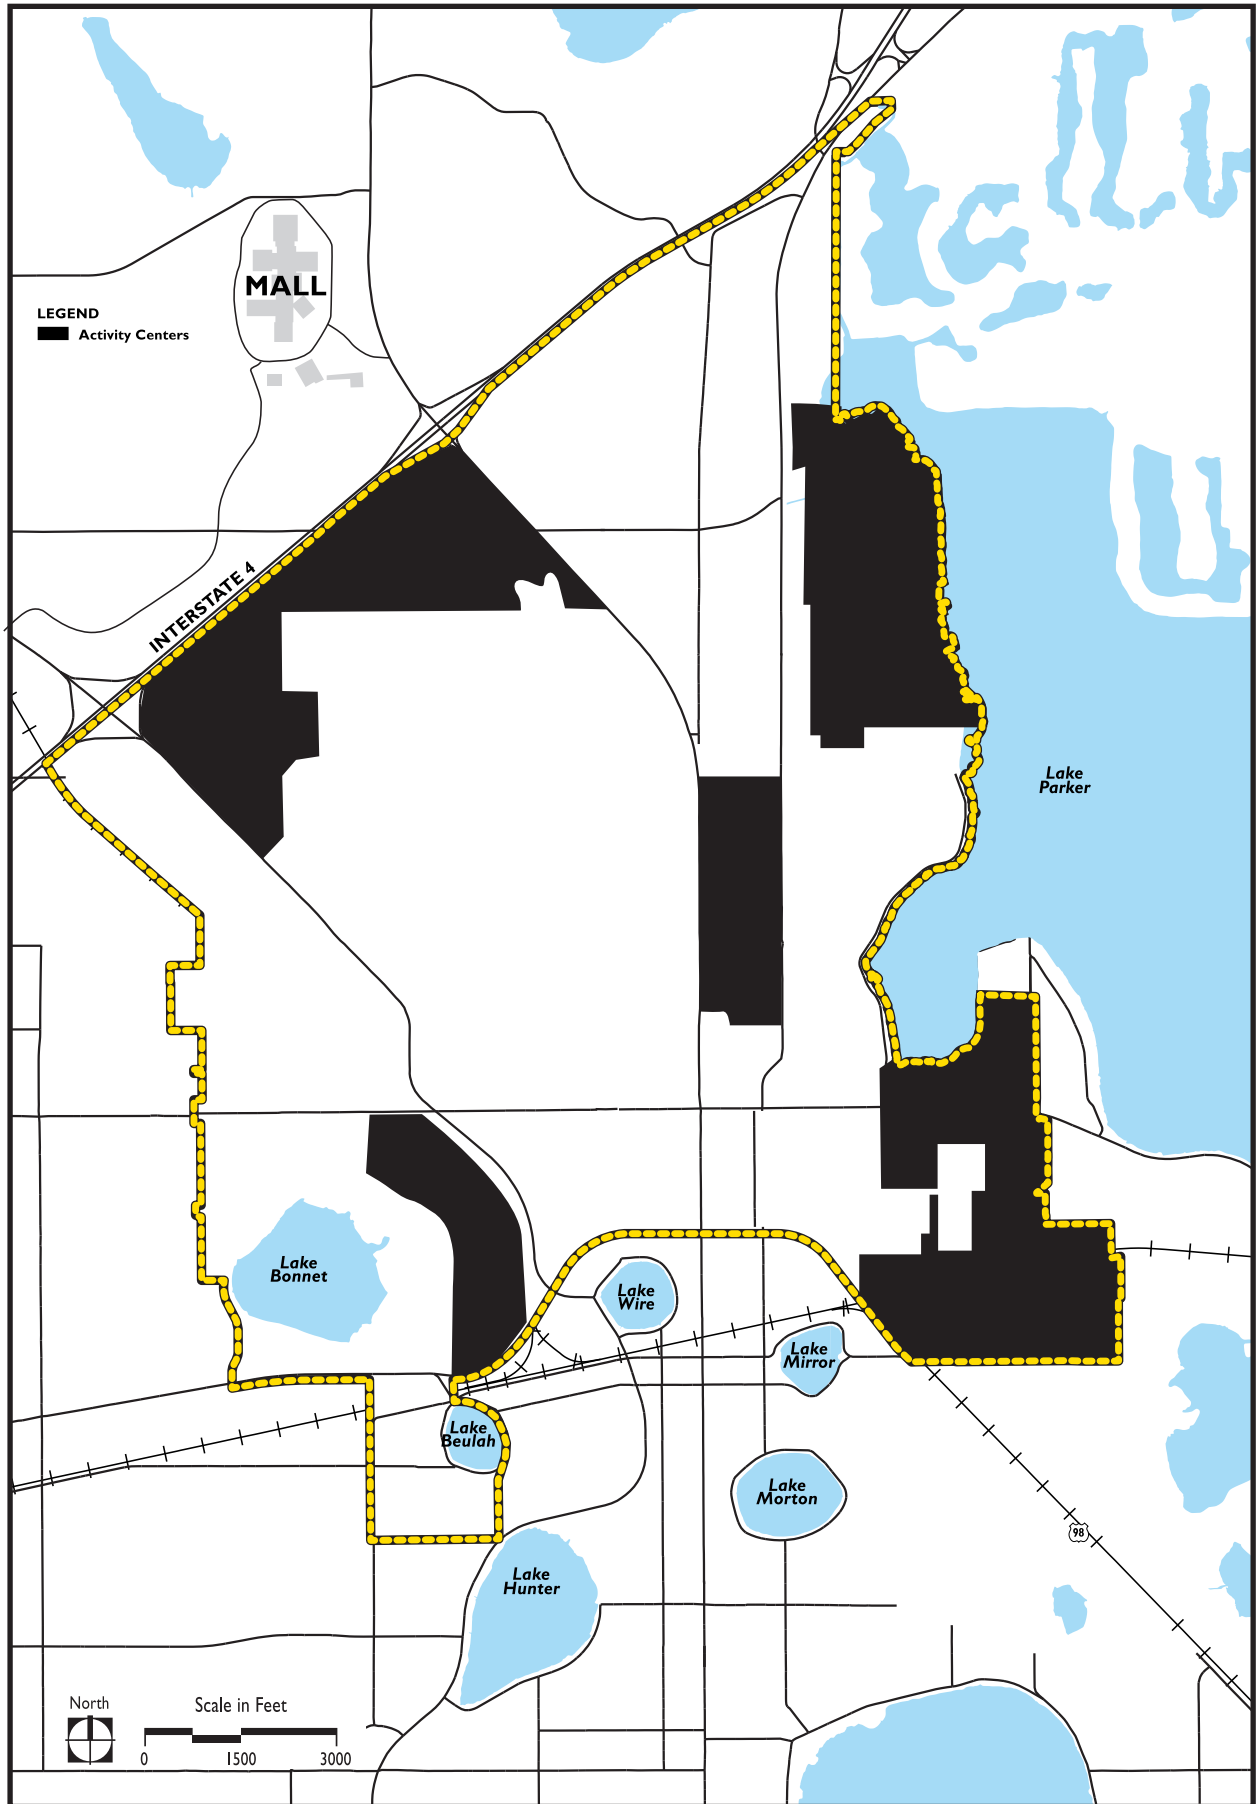 MALL
LEGEND
Activity Centers
INTERSTATE 4
Lake
Parker
Lake
Bonnet
Lake
Wire
Lake
Mirror
Lake
Beulah
Lake
Morton
98
Lake
Hunter
North
Scale in Feet
0 1500 3000